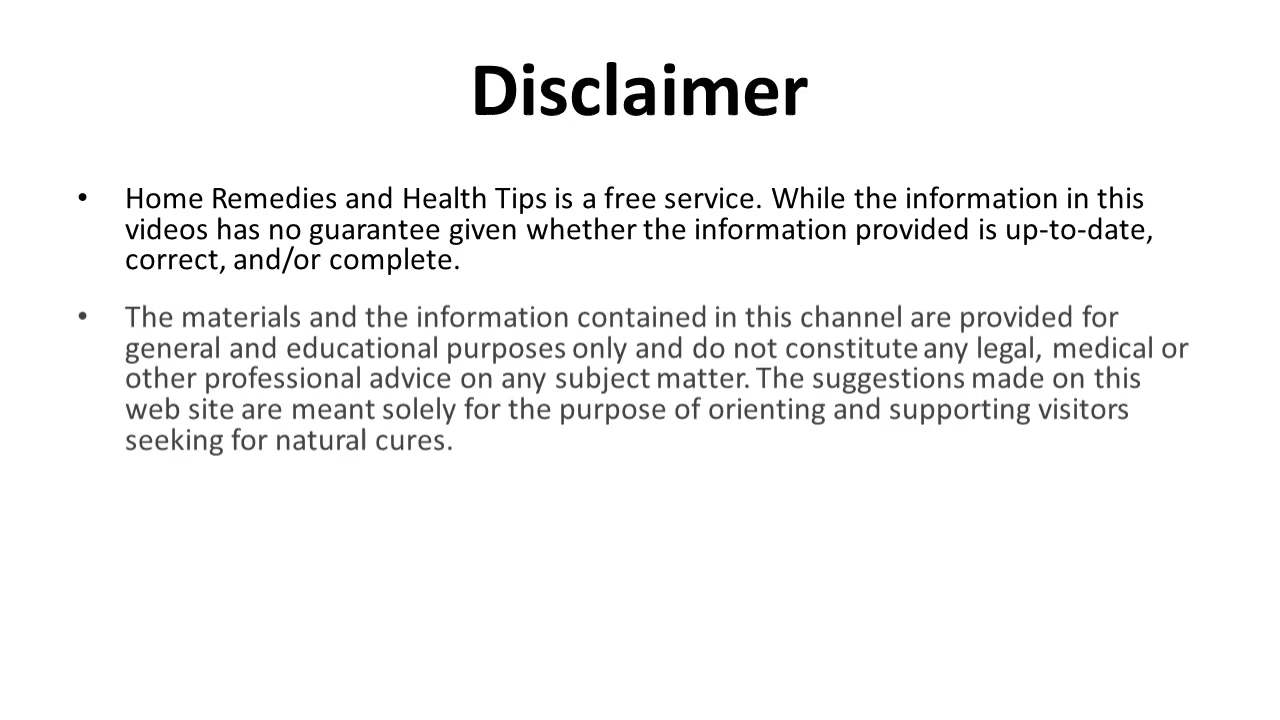 Disclaimer
• Home Remedies and Health Tips is a free service. While the information in this
videos has no guarantee given whether the information provided is up-to-date,
correct, and/or complete.
• The materials and the information contained in this channel are provided for
general and educational purposes only and do not constitute any legal, medical or
other professional advice on any subject matter. The suggestions made on this
web site are meant solely for the purpose of orienting and supporting visitors
seeking for natural cures.